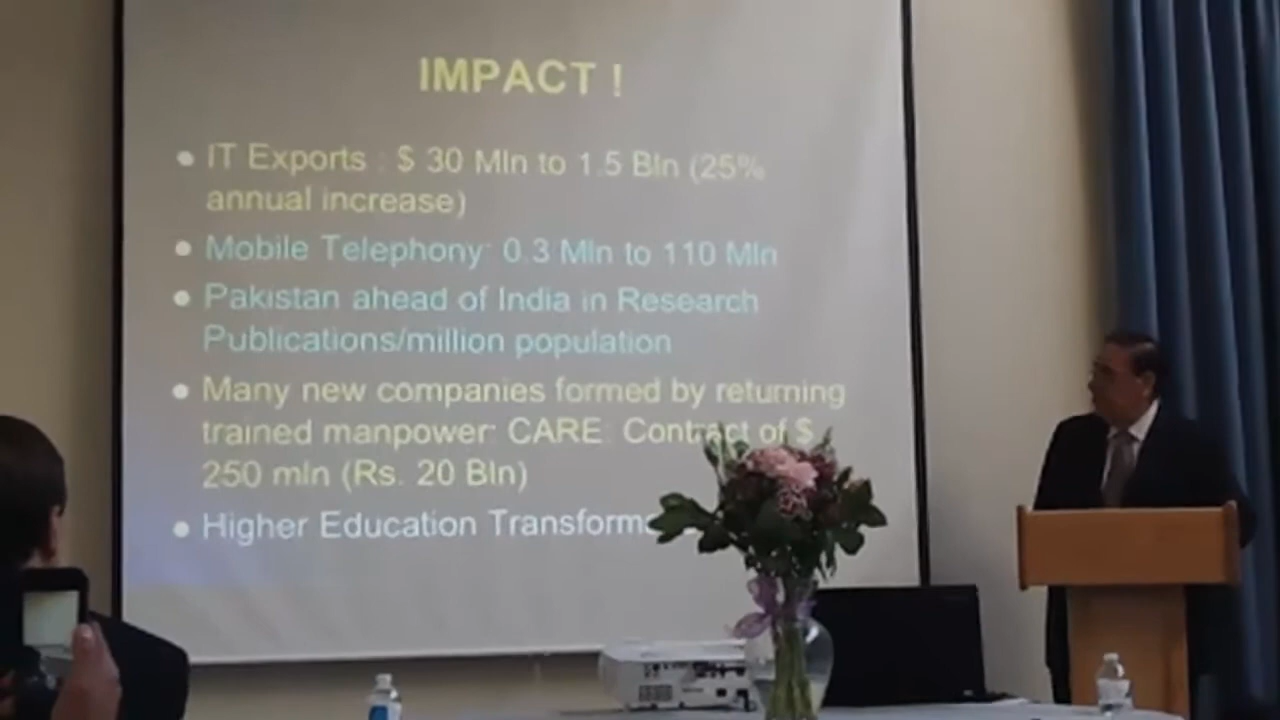 IMPACT !
IT Exports : $ 30 Mln to 1.5 Bln (25%
annual increase)
Mobile Telephony: 0.3 Mln to 110 Mln
Pakistan ahead of India in Research
Publications/million population
Many new companies formed by returning
trained manpower: CARE: Contract of $
250 mln (Rs. 20 Bln)
Higher Education